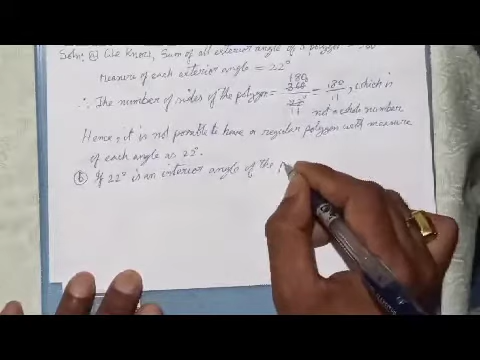 Soln: ⓐ We Know, Sum of all exterior angle of a polygon =
Measure of each exterior angle = 22°
∴ The number of sides of the polygon = 360/22° = 180/11, which is
180
11
not a whole number
Hence, it is not possible to have a regular polygon with measure
of each angle as 22°.
ⓑ If 22° is an interior angle of the